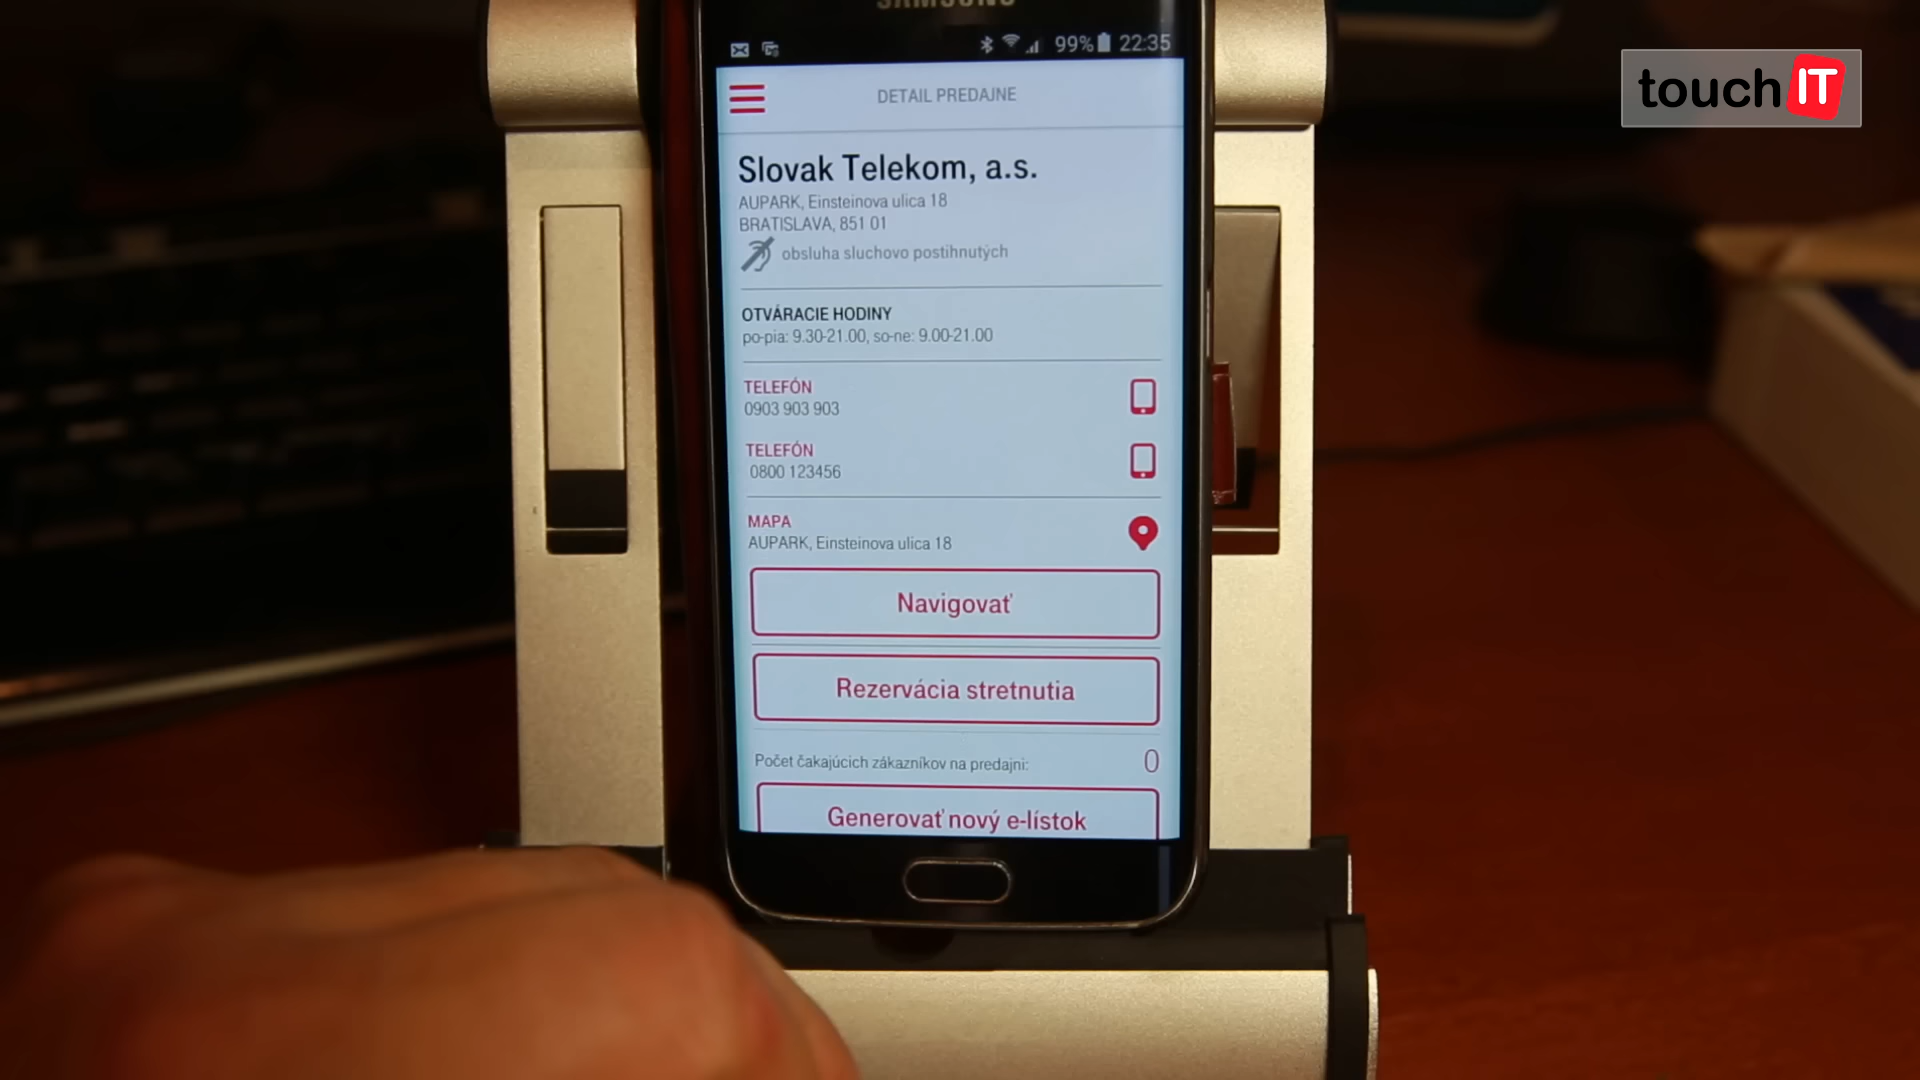 SAMSUNG
99% 22:35
touchIT
DETAIL PREDAJNE
Slovak Telekom, a.s.
AUPARK, Einsteinova ulica 18
BRATISLAVA, 851 01
obsluha sluchovo postihnutých
OTVÁRACIE HODINY
po-pia: 9.30-21.00, so-ne: 9.00-21.00
TELEFÓN
0903 903 903
TELEFÓN
0800 123456
MAPA
AUPARK, Einsteinova ulica 18
Navigovať
Rezervácia stretnutia
Počet čakajúcich zákazníkov na predajni: 0
Generovať nový e-lístok